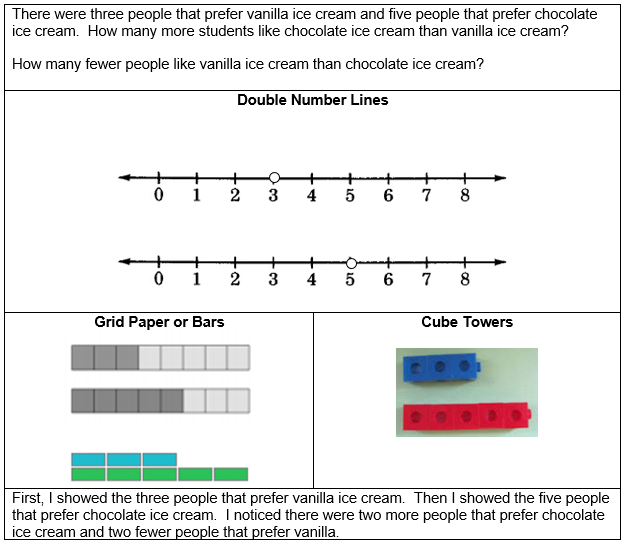 There were three people that prefer vanilla ice cream and five people that prefer chocolate
ice cream.  How many more students like chocolate ice cream than vanilla ice cream?
How many fewer people like vanilla ice cream than chocolate ice cream?
Double Number Lines
0 1 2 3 4 5 6 7 8
0 1 2 3 4 5 6 7 8
Grid Paper or Bars
Cube Towers
First, I showed the three people that prefer vanilla ice cream.  Then I showed the five people
that prefer chocolate ice cream.  I noticed there were two more people that prefer chocolate
ice cream and two fewer people that prefer vanilla.